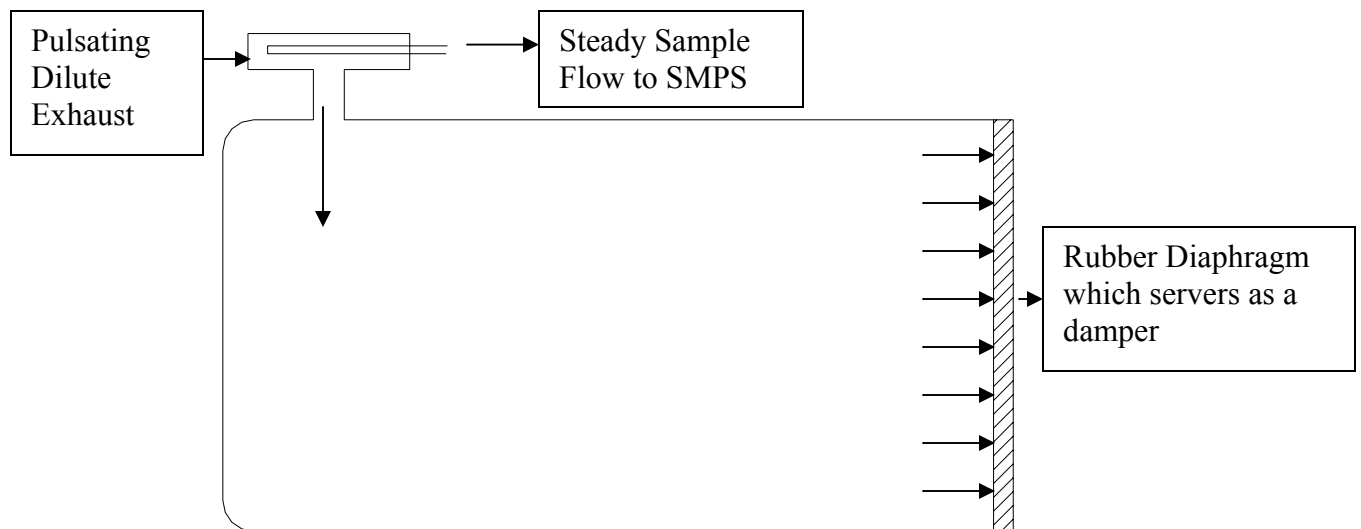 Pulsating
Dilute
Exhaust
Steady Sample
Flow to SMPS
Rubber Diaphragm
which servers as a
damper